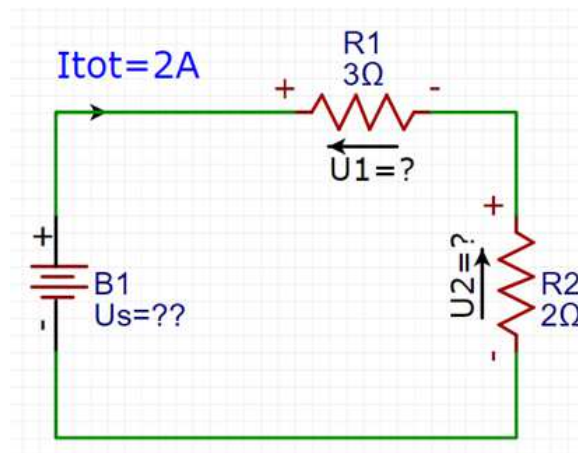 Itot=2A
R1
3Ω
+ -
U1=?
+
U2=?
R2
2Ω
-
+
B1
Us=??
-